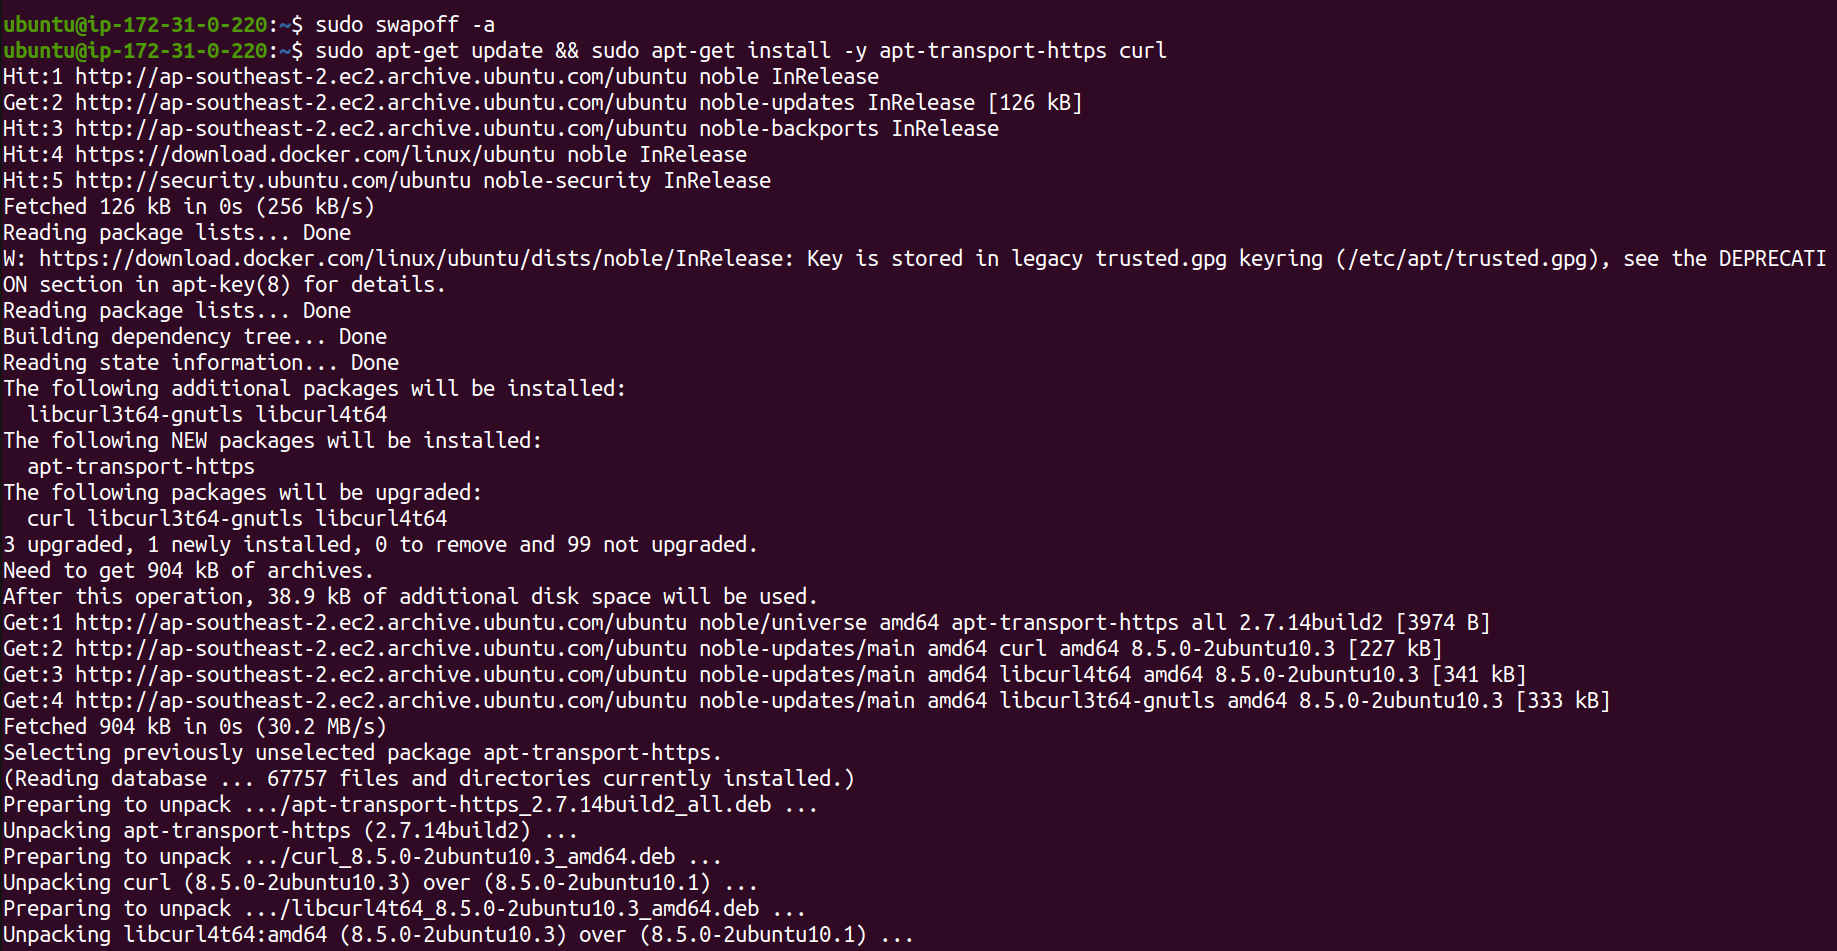 ubuntu@ip-172-31-0-220:~$ sudo swapoff -a
ubuntu@ip-172-31-0-220:~$ sudo apt-get update && sudo apt-get install -y apt-transport-https curl
Hit:1 http://ap-southeast-2.ec2.archive.ubuntu.com/ubuntu noble InRelease
Get:2 http://ap-southeast-2.ec2.archive.ubuntu.com/ubuntu noble-updates InRelease [126 kB]
Hit:3 http://ap-southeast-2.ec2.archive.ubuntu.com/ubuntu noble-backports InRelease
Hit:4 https://download.docker.com/linux/ubuntu noble InRelease
Hit:5 http://security.ubuntu.com/ubuntu noble-security InRelease
Fetched 126 kB in 0s (256 kB/s)
Reading package lists... Done
W: https://download.docker.com/linux/ubuntu/dists/noble/InRelease: Key is stored in legacy trusted.gpg keyring (/etc/apt/trusted.gpg), see the DEPRECATI
ON section in apt-key(8) for details.
Reading package lists... Done
Building dependency tree... Done
Reading state information... Done
The following additional packages will be installed:
  libcurl3t64-gnutls libcurl4t64
The following NEW packages will be installed:
  apt-transport-https
The following packages will be upgraded:
  curl libcurl3t64-gnutls libcurl4t64
3 upgraded, 1 newly installed, 0 to remove and 99 not upgraded.
Need to get 904 kB of archives.
After this operation, 38.9 kB of additional disk space will be used.
Get:1 http://ap-southeast-2.ec2.archive.ubuntu.com/ubuntu noble/universe amd64 apt-transport-https all 2.7.14build2 [3974 B]
Get:2 http://ap-southeast-2.ec2.archive.ubuntu.com/ubuntu noble-updates/main amd64 curl amd64 8.5.0-2ubuntu10.3 [227 kB]
Get:3 http://ap-southeast-2.ec2.archive.ubuntu.com/ubuntu noble-updates/main amd64 libcurl4t64 amd64 8.5.0-2ubuntu10.3 [341 kB]
Get:4 http://ap-southeast-2.ec2.archive.ubuntu.com/ubuntu noble-updates/main amd64 libcurl3t64-gnutls amd64 8.5.0-2ubuntu10.3 [333 kB]
Fetched 904 kB in 0s (30.2 MB/s)
Selecting previously unselected package apt-transport-https.
(Reading database ... 67757 files and directories currently installed.)
Preparing to unpack .../apt-transport-https_2.7.14build2_all.deb ...
Unpacking apt-transport-https (2.7.14build2) ...
Preparing to unpack .../curl_8.5.0-2ubuntu10.3_amd64.deb ...
Unpacking curl (8.5.0-2ubuntu10.3) over (8.5.0-2ubuntu10.1) ...
Preparing to unpack .../libcurl4t64_8.5.0-2ubuntu10.3_amd64.deb ...
Unpacking libcurl4t64:amd64 (8.5.0-2ubuntu10.3) over (8.5.0-2ubuntu10.1) ...